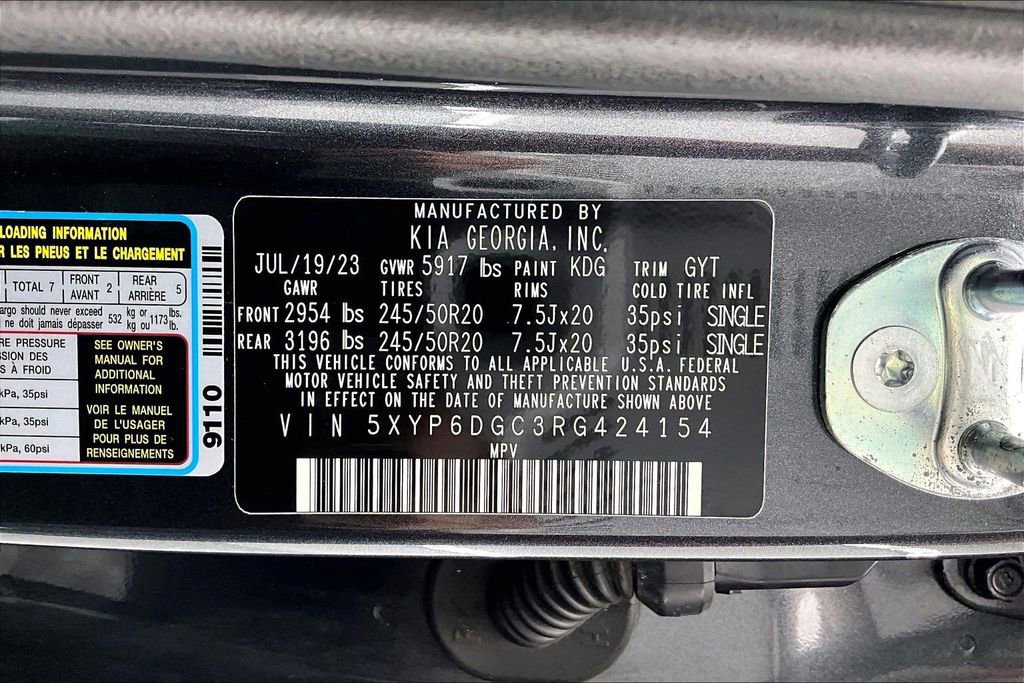 LOADING INFORMATION
R LES PNEUS ET LE CHARGEMENT
TOTAL 7 FRONT AVANT 2 REAR ARRIÈRE 5
argo should never exceed 532 kg or 1173 lbs.
ne doit jamais dépasser kg ou lb.
RE PRESSURE
SSION DES
S À FROID
kPa, 35psi
kPa, 35psi
kPa, 60psi
SEE OWNER'S
MANUAL FOR
ADDITIONAL
INFORMATION
VOIR LE MANUEL
DE L'USAGER
POUR PLUS DE
RENSEIGNEMENTS
9110
MANUFACTURED BY
KIA GEORGIA, INC.
JUL/19/23 GVWR 5917 lbs PAINT KDG TRIM GYT
GAWR TIRES RIMS COLD TIRE INFL
FRONT 2954 lbs 245/50R20 7.5Jx20 35psi SINGLE
REAR 3196 lbs 245/50R20 7.5Jx20 35psi SINGLE
THIS VEHICLE CONFORMS TO ALL APPLICABLE U.S.A. FEDERAL
MOTOR VEHICLE SAFETY AND THEFT PREVENTION STANDARDS
IN EFFECT ON THE DATE OF MANUFACTURE SHOWN ABOVE
VIN 5XYP6DGC3RG424154
MPV